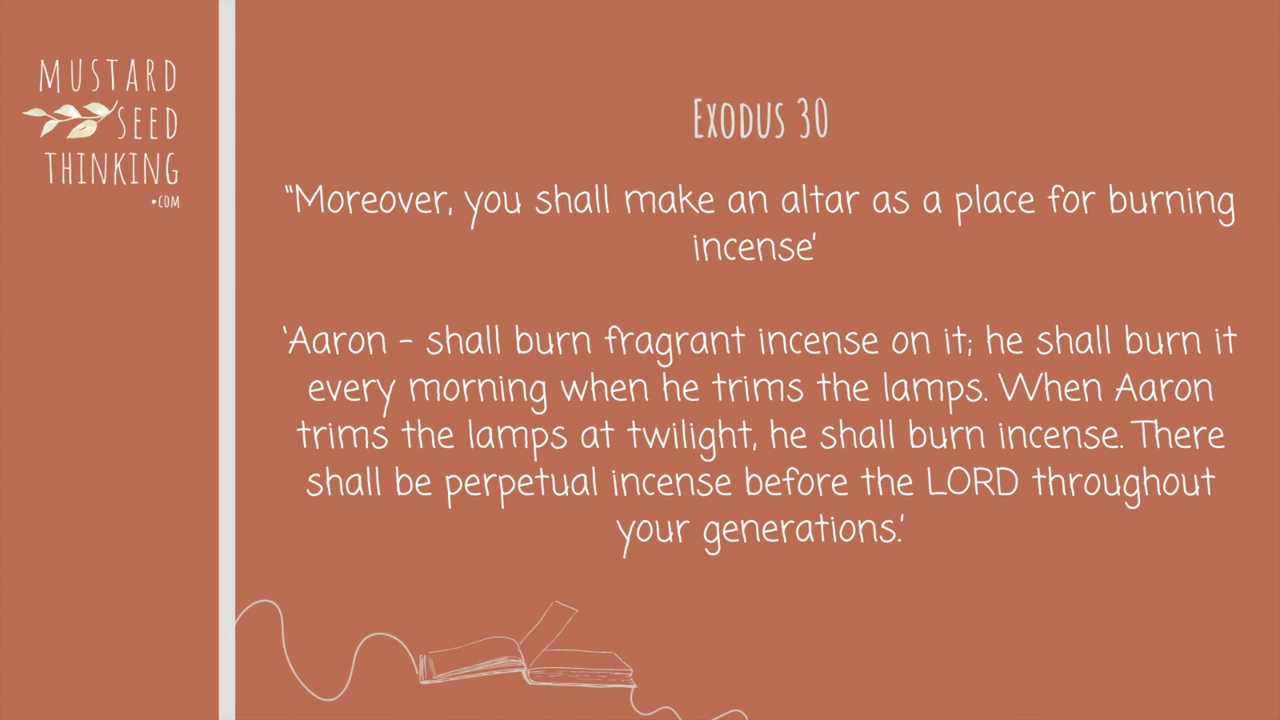 MUSTARD
SEED
THINKING
.COM
EXODUS 30
"Moreover, you shall make an altar as a place for burning
incense'
'Aaron - shall burn fragrant incense on it; he shall burn it
every morning when he trims the lamps. When Aaron
trims the lamps at twilight, he shall burn incense. There
shall be perpetual incense before the LORD throughout
your generations.'